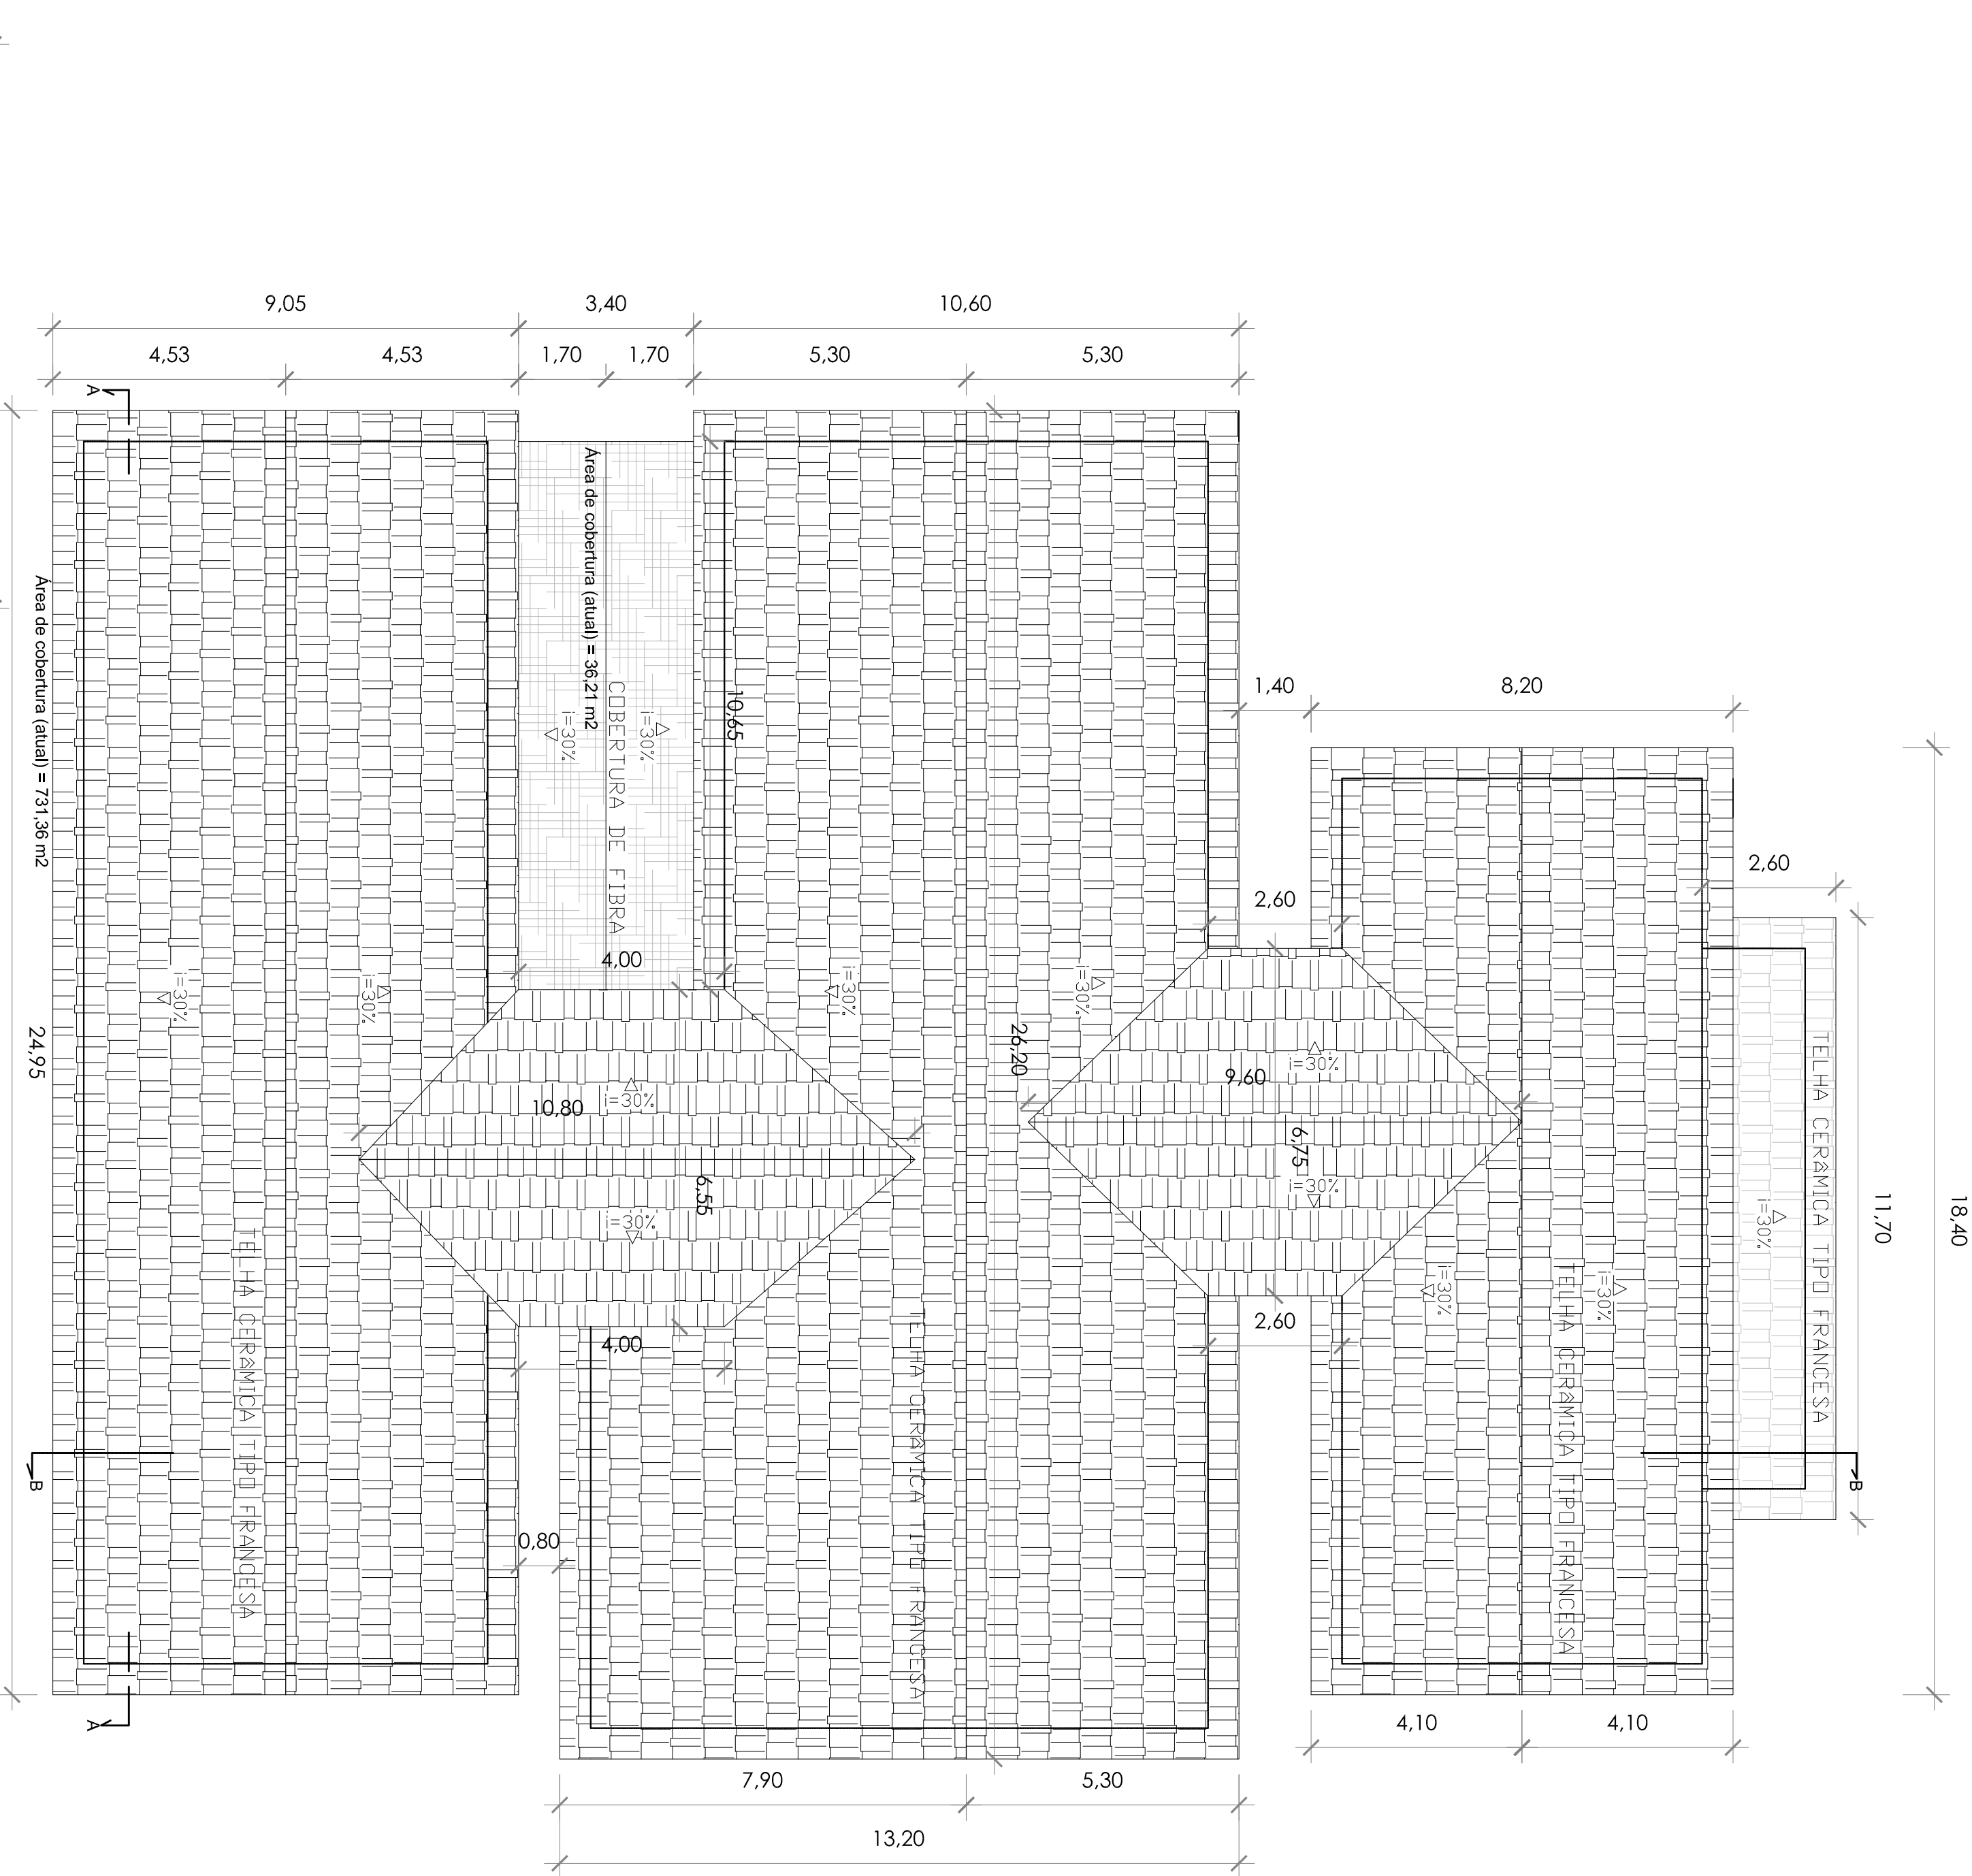 9,05
3,40
10,60
4,53
4,53
1,70
1,70
5,30
5,30
A
Área de cobertura (atual) = 36,21 m2
COBERTURA DE FIBRA
i=30%
i=30%
10,65
1,40
8,20
Área de cobertura (atual) = 731,36 m2
2,60
2,60
4,00
i=30%
i=30%
i=30%
i=30%
24,95
26,20
i=30%
9,60
i=30%
10,80
6,75
i=30%
6,55
i=30%
TELHA CERÂMICA TIPO FRANCESA
i=30%
11,70
18,40
i=30%
i=30%
2,60
4,00
TELHA CERÂMICA TIPO FRANCESA
TELHA CERÂMICA TIPO FRANCESA
TELHA CERÂMICA TIPO FRANCESA
B
B
0,80
A
4,10
4,10
7,90
5,30
13,20